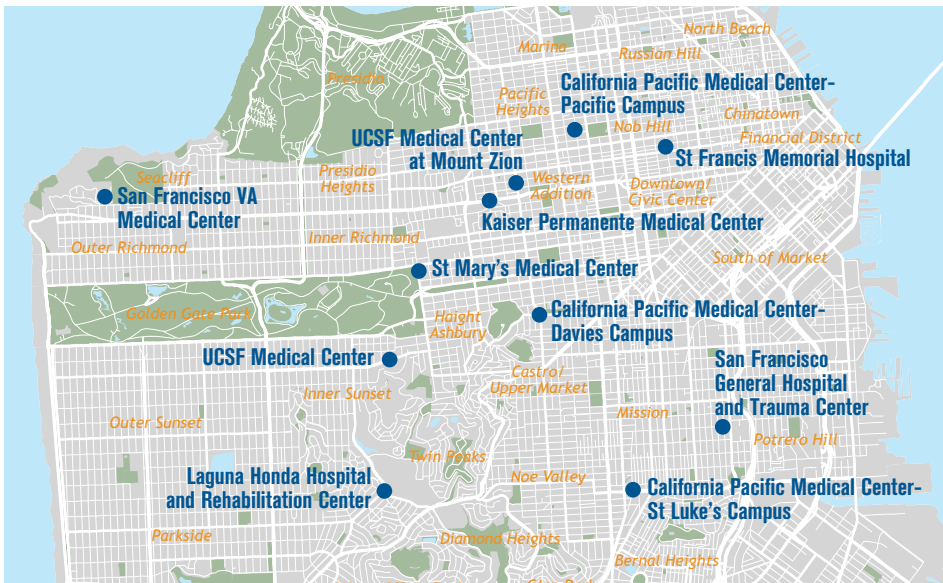 North Beach
Marina
Russian Hill
Presidio
California Pacific Medical Center-
Pacific Campus
Pacific
Heights
Chinatown
Nob Hill
Financial District
UCSF Medical Center
at Mount Zion
St Francis Memorial Hospital
Presidio
Heights
Seacliff
Western
Addition
Downtown/
Civic Center
San Francisco VA
Medical Center
Kaiser Permanente Medical Center
Inner Richmond
Outer Richmond
South of Market
St Mary's Medical Center
Golden Gate Park
Haight
Ashbury
California Pacific Medical Center-
Davies Campus
UCSF Medical Center
San Francisco
General Hospital
and Trauma Center
Castro/
Upper Market
Inner Sunset
Outer Sunset
Mission
Potrero Hill
Twin Peaks
Laguna Honda Hospital
and Rehabilitation Center
Noe Valley
California Pacific Medical Center-
St Luke's Campus
Parkside
Diamond Heights
Bernal Heights